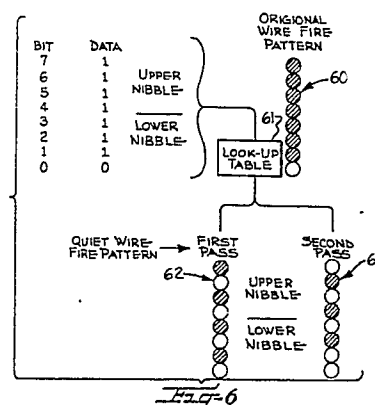 ORIGIONAL
WIRE FIRE
PATTERN
BIT DATA
7 1
6 1
5 1
4 1
3 1
2 1
1 1
0 0
UPPER
NIBBLE
LOWER
NIBBLE
60
61
LOOK-UP
TABLE
QUIET WIRE
FIRE PATTERN
FIRST
PASS
SECOND
PASS
62
6
UPPER
NIBBLE
LOWER
NIBBLE
FIG-6